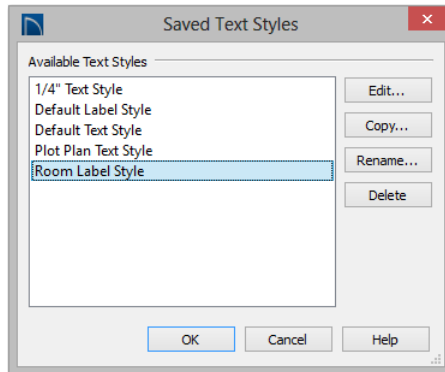 Saved Text Styles
Available Text Styles
1/4" Text Style
Default Label Style
Default Text Style
Plot Plan Text Style
Room Label Style
Edit...
Copy...
Rename...
Delete
OK
Cancel
Help